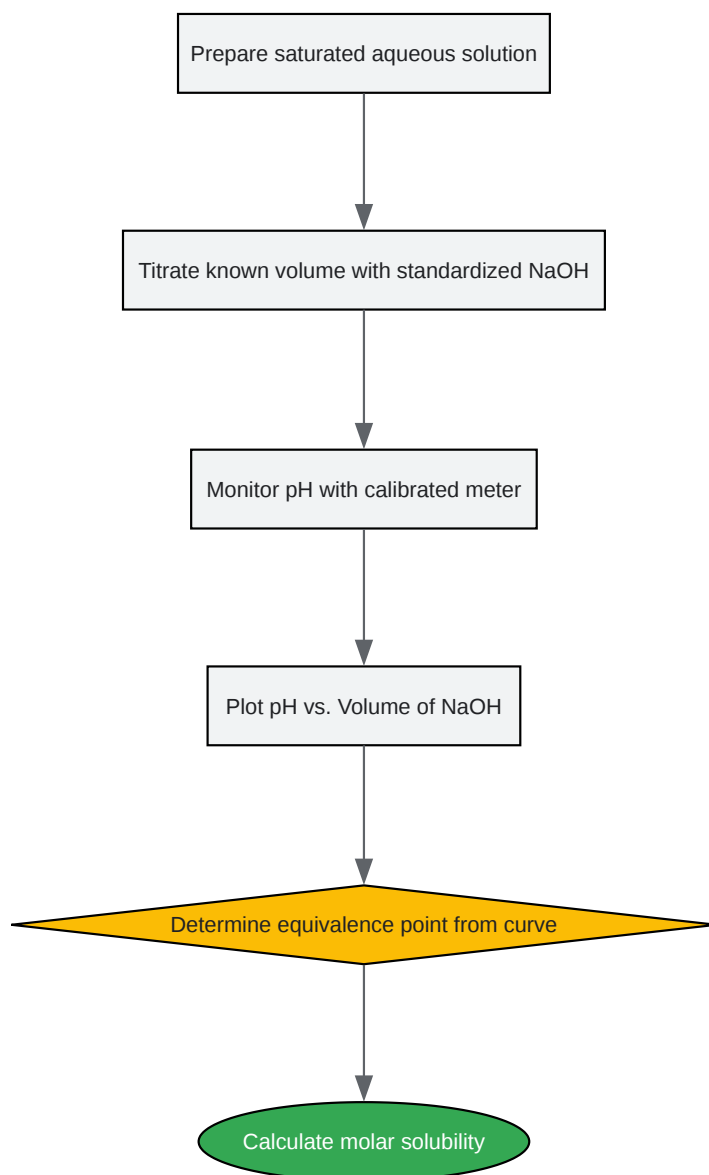 Prepare saturated aqueous solution
Titrate known volume with standardized NaOH
Monitor pH with calibrated meter
Plot pH vs. Volume of NaOH
Determine equivalence point from curve
Calculate molar solubility